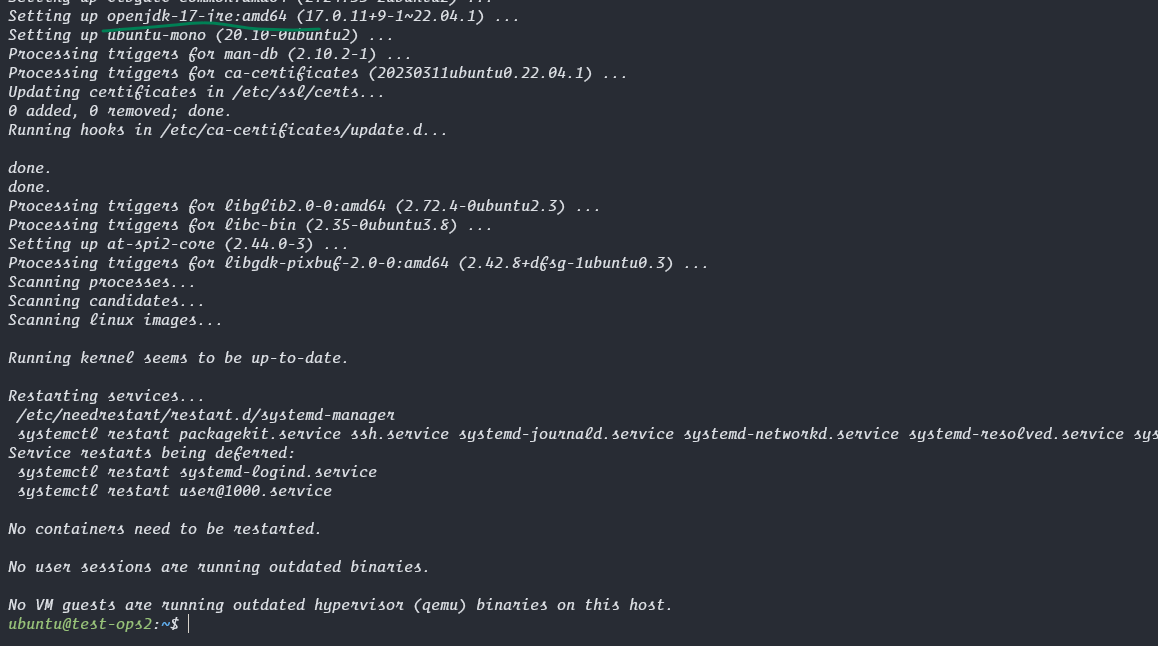 Setting up openjdk-17-jre:amd64 (17.0.11+9-1~22.04.1) ...
Setting up ubuntu-mono (20.10-0ubuntu2) ...
Processing triggers for man-db (2.10.2-1) ...
Processing triggers for ca-certificates (20230311ubuntu0.22.04.1) ...
Updating certificates in /etc/ssl/certs...
0 added, 0 removed; done.
Running hooks in /etc/ca-certificates/update.d...
done.
done.
Processing triggers for libglib2.0-0:amd64 (2.72.4-0ubuntu2.3) ...
Processing triggers for libc-bin (2.35-0ubuntu3.8) ...
Setting up at-spi2-core (2.44.0-3) ...
Processing triggers for libgdk-pixbuf-2.0-0:amd64 (2.42.8+dfsg-1ubuntu0.3) ...
Scanning processes...
Scanning candidates...
Scanning linux images...
Running kernel seems to be up-to-date.
Restarting services...
/etc/needrestart/restart.d/systemd-manager
systemctl restart packagekit.service ssh.service systemd-journald.service systemd-networkd.service systemd-resolved.service sys
Service restarts being deferred:
systemctl restart systemd-logind.service
systemctl restart user@1000.service
No containers need to be restarted.
No user sessions are running outdated binaries.
No VM guests are running outdated hypervisor (qemu) binaries on this host.
ubuntu@test-ops2:~$